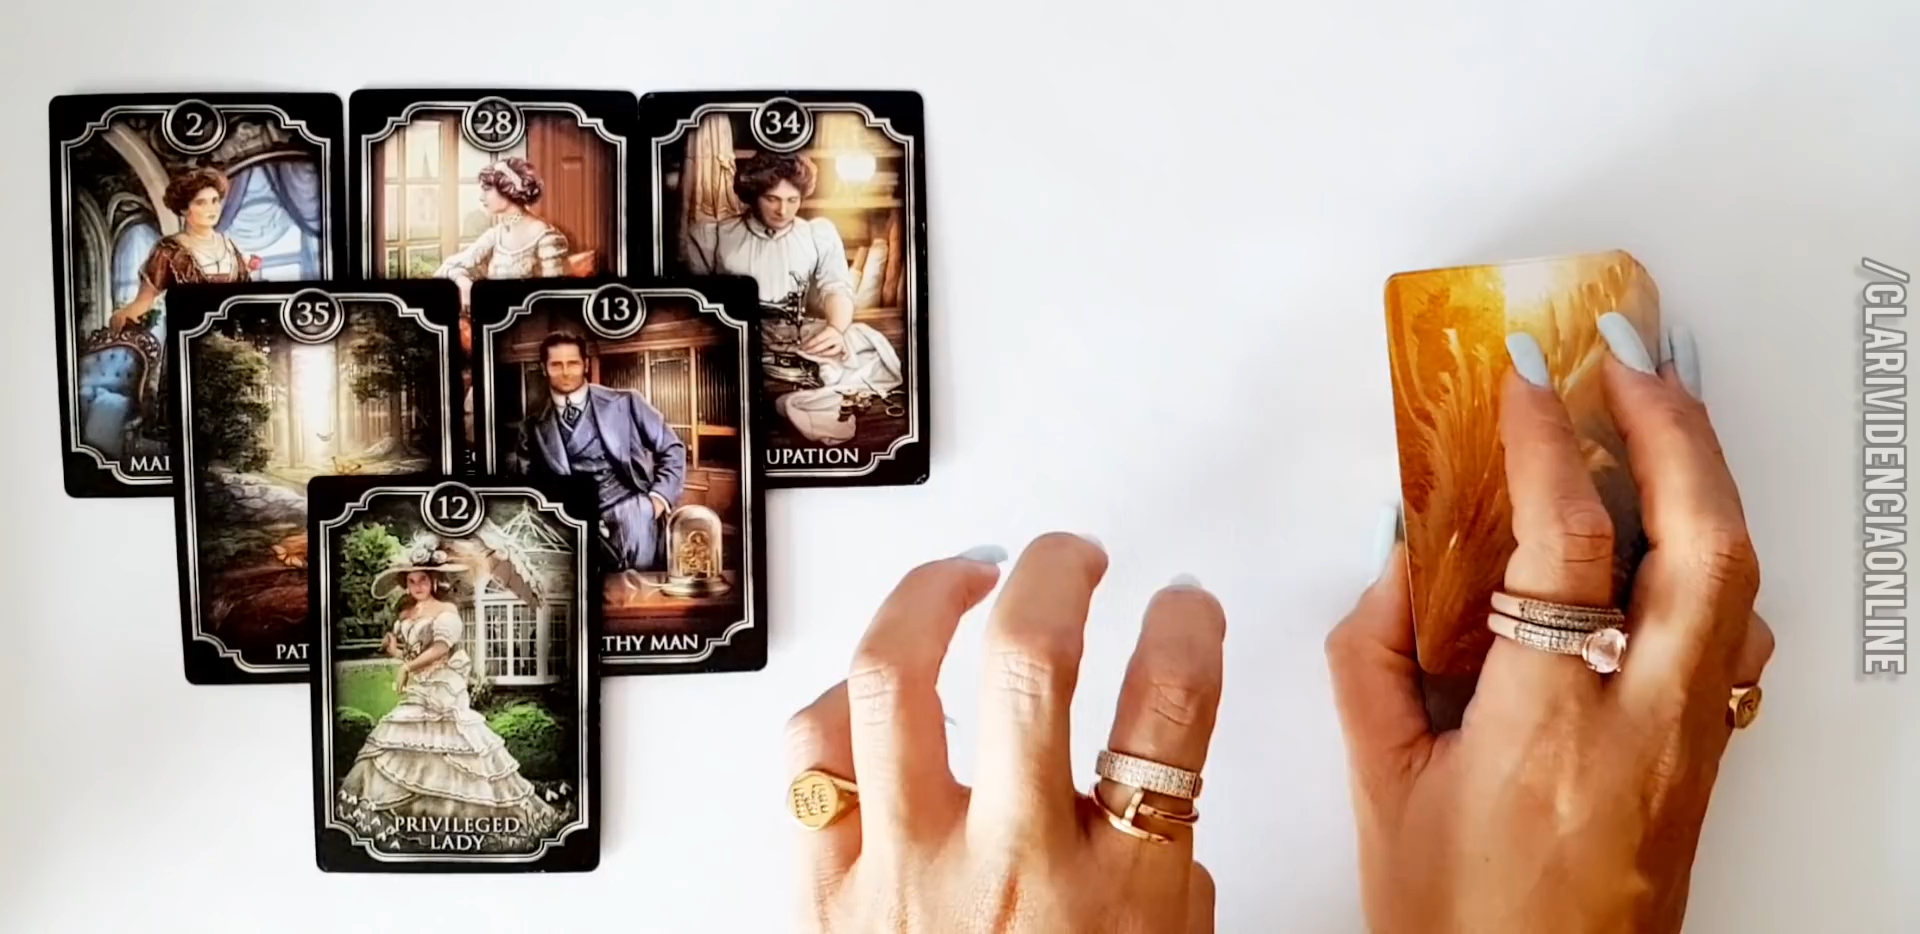 2
28
34
MAI
UPATION
35
13
PAT
THY MAN
12
PRIVILEGED
LADY
/CLARIVIDENCIAONLINE